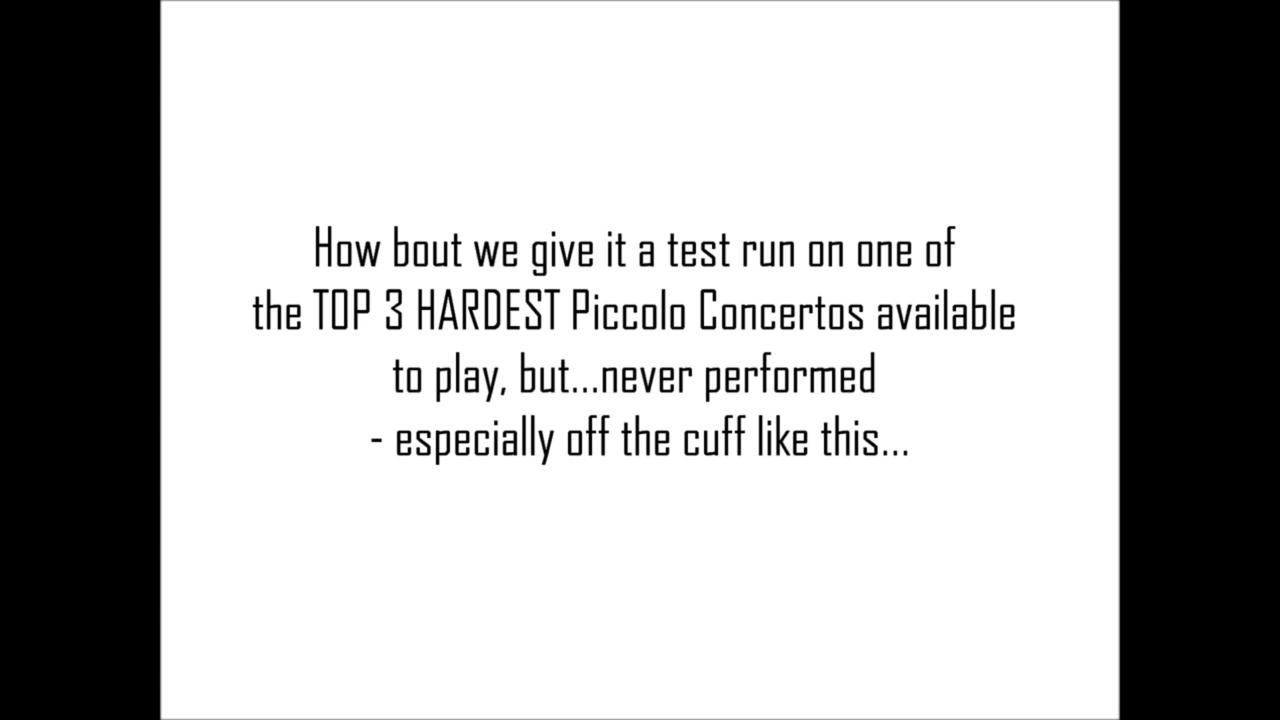 How bout we give it a test run on one of
the TOP 3 HARDEST Piccolo Concertos available
to play, but...never performed
- especially off the cuff like this...